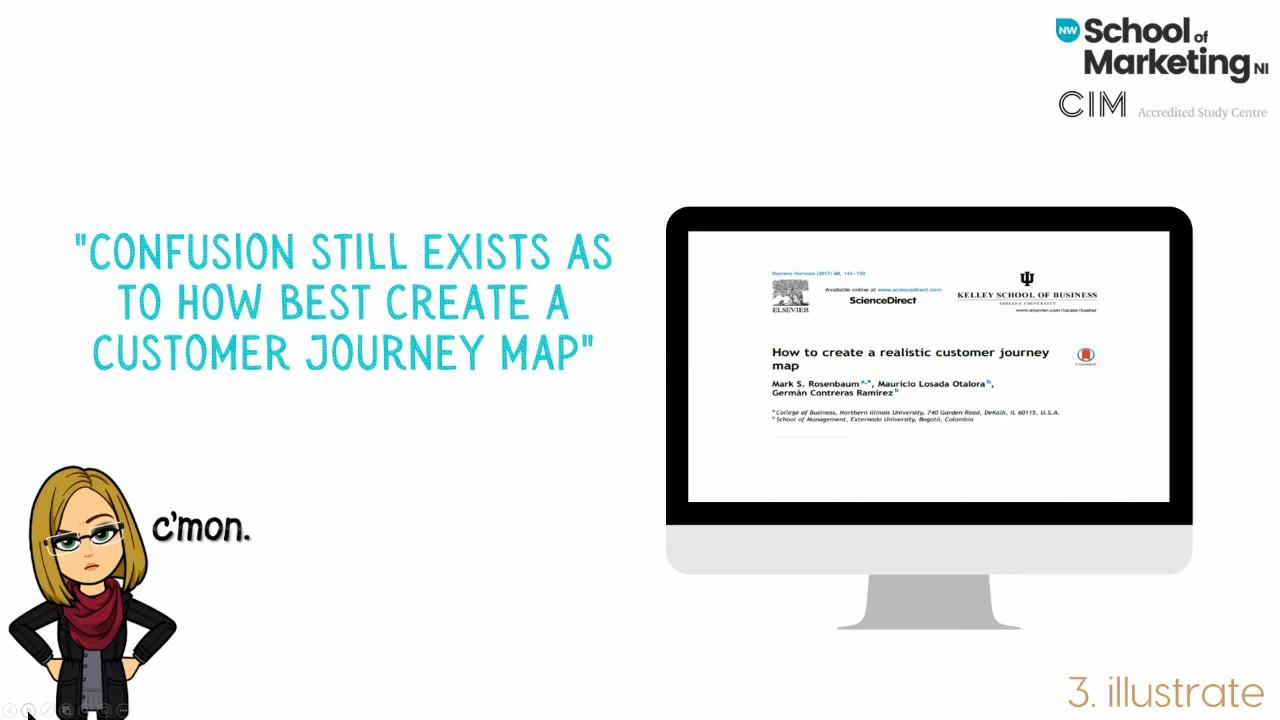 NW School of
Marketing NI
CIM Accredited Study Centre
"CONFUSION STILL EXISTS AS
TO HOW BEST CREATE A
CUSTOMER JOURNEY MAP"
Business Horizons (2017) 60, 143—150
Available online at www.sciencedirect.com
ScienceDirect
ELSEVIER
KELLEY SCHOOL OF BUSINESS
INDIANA UNIVERSITY
www.elsevier.com/locate/bushor
How to create a realistic customer journey
map
CrossMark
Mark S. Rosenbaum a,*, Mauricio Losada Otalora b,
Germán Contreras Ramírez b
a College of Business, Northern Illinois University, 740 Garden Road, DeKalb, IL 60115, U.S.A.
b School of Management, Externado University, Bogotá, Colombia
c'mon.
3. illustrate